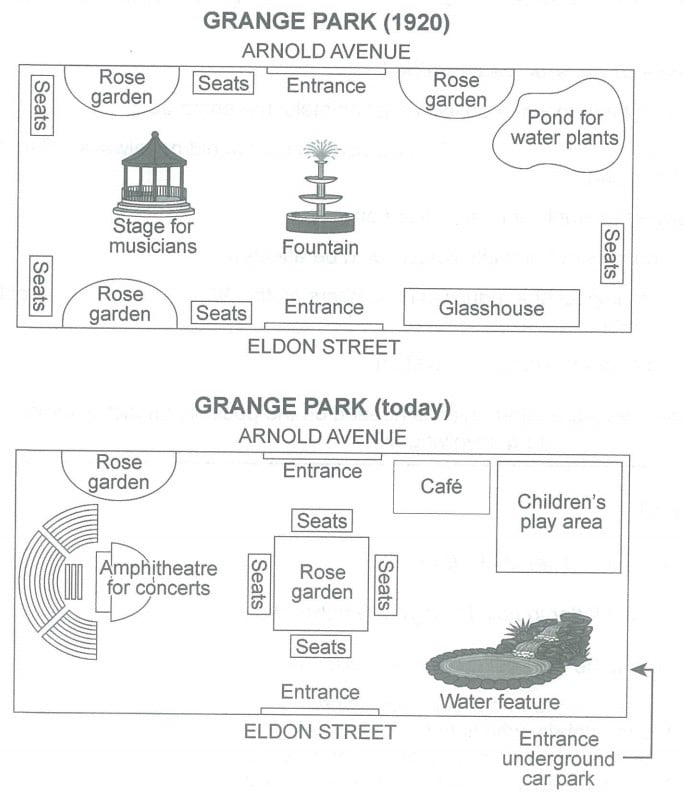 GRANGE PARK (1920)
ARNOLD AVENUE
Seats
Rose
garden
Seats
Entrance
Rose
garden
Pond for
water plants
Stage for
musicians
Fountain
Seats
Seats
Rose
garden
Seats
Entrance
Glasshouse
ELDON STREET
GRANGE PARK (today)
ARNOLD AVENUE
Rose
garden
Entrance
Café
Children's
play area
Seats
Amphitheatre
for concerts
Seats
Rose
garden
Seats
Seats
Water feature
Entrance
ELDON STREET
Entrance
underground
car park